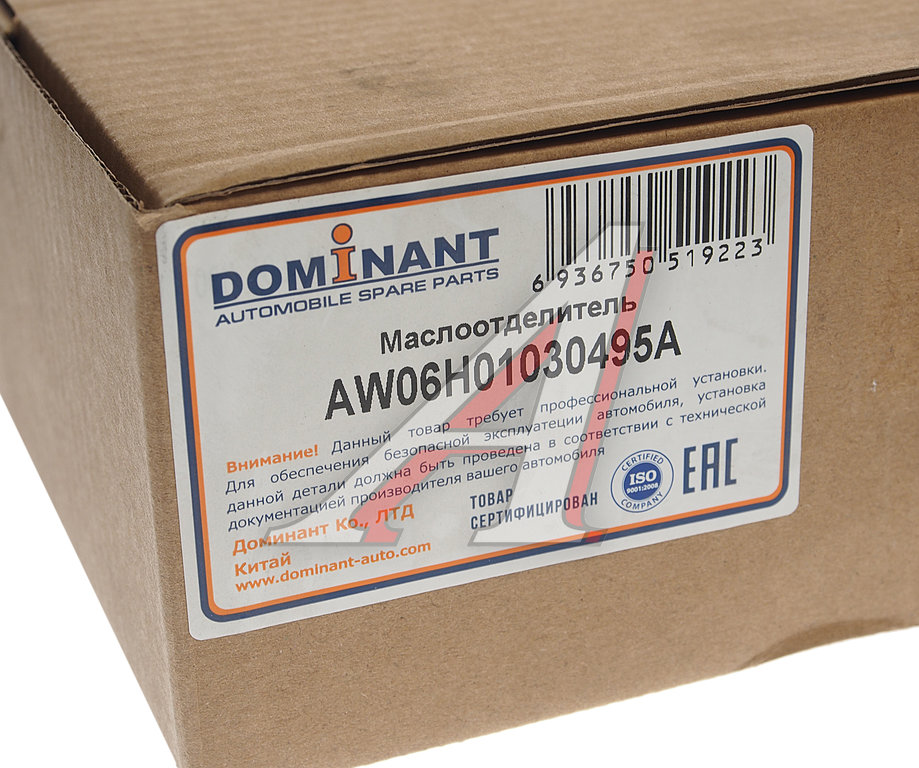 DOMiNANT
AUTOMOBILE SPARE PARTS
6 936750 519223
Маслоотделитель
AW06H01030495A
Внимание! Данный товар требует профессиональной установки.
Для обеспечения безопасной эксплуатеции автомобиля, установка
данной детали должна быть проведена в соответствии с технической
документацией производителя вашего автомобиля
Доминант Ко., ЛТД
Китай
www.dominant-auto.com
ТОВАР
СЕРТИФИЦИРОВАН
CERTIFIED
ISO
9001:2008
COMPANY
EAC